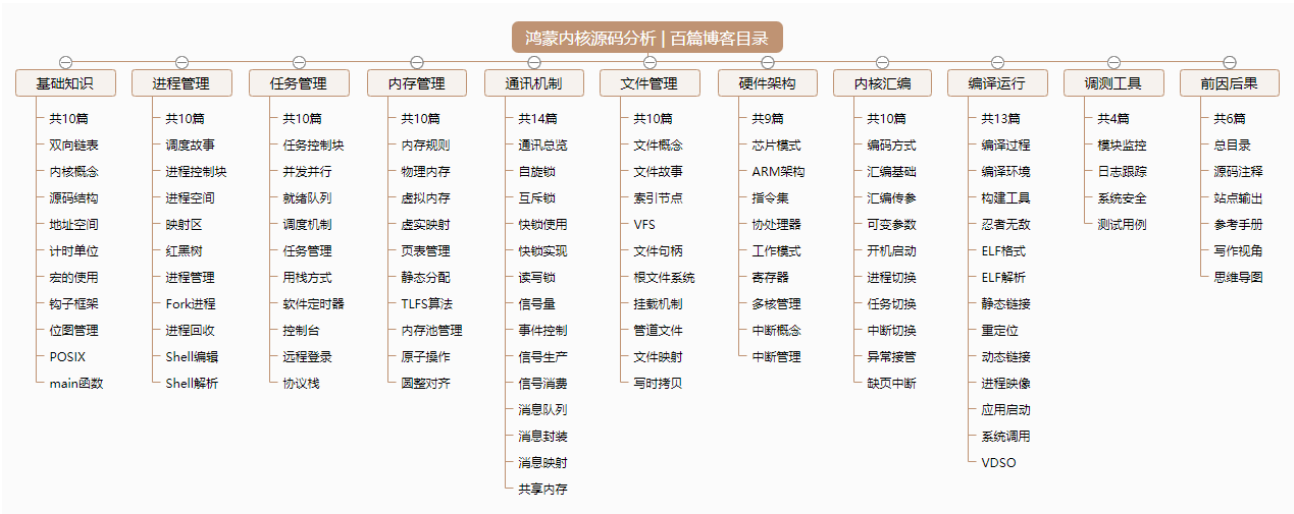 鸿蒙内核源码分析 | 百篇博客目录
基础知识
共10篇
双向链表
内核概念
源码结构
地址空间
计时单位
宏的使用
钩子框架
位图管理
POSIX
main函数
进程管理
共10篇
调度故事
进程控制块
进程空间
映射区
红黑树
进程管理
Fork进程
进程回收
Shell编辑
Shell解析
任务管理
共10篇
任务控制块
并发并行
就绪队列
调度机制
任务管理
用栈方式
软件定时器
控制台
远程登录
协议栈
内存管理
共10篇
内存规则
物理内存
虚拟内存
虚实映射
页表管理
静态分配
TLFS算法
内存池管理
原子操作
圆整对齐
通讯机制
共14篇
通讯总览
自旋锁
互斥锁
快锁使用
快锁实现
读写锁
信号量
事件控制
信号生产
信号消费
消息队列
消息封装
消息映射
共享内存
文件管理
共10篇
文件概念
文件故事
索引节点
VFS
文件句柄
根文件系统
挂载机制
管道文件
文件映射
写时拷贝
硬件架构
共9篇
芯片模式
ARM架构
指令集
协处理器
工作模式
寄存器
多核管理
中断概念
中断管理
内核汇编
共10篇
编码方式
汇编基础
汇编传参
可变参数
开机启动
进程切换
任务切换
中断切换
异常接管
缺页中断
编译运行
共13篇
编译过程
编译环境
构建工具
忍者无敌
ELF格式
ELF解析
静态链接
重定位
动态链接
进程映像
应用启动
系统调用
VDSO
调测工具
共4篇
模块监控
日志跟踪
系统安全
测试用例
前因后果
共6篇
总目录
源码注释
站点输出
参考手册
写作视角
思维导图